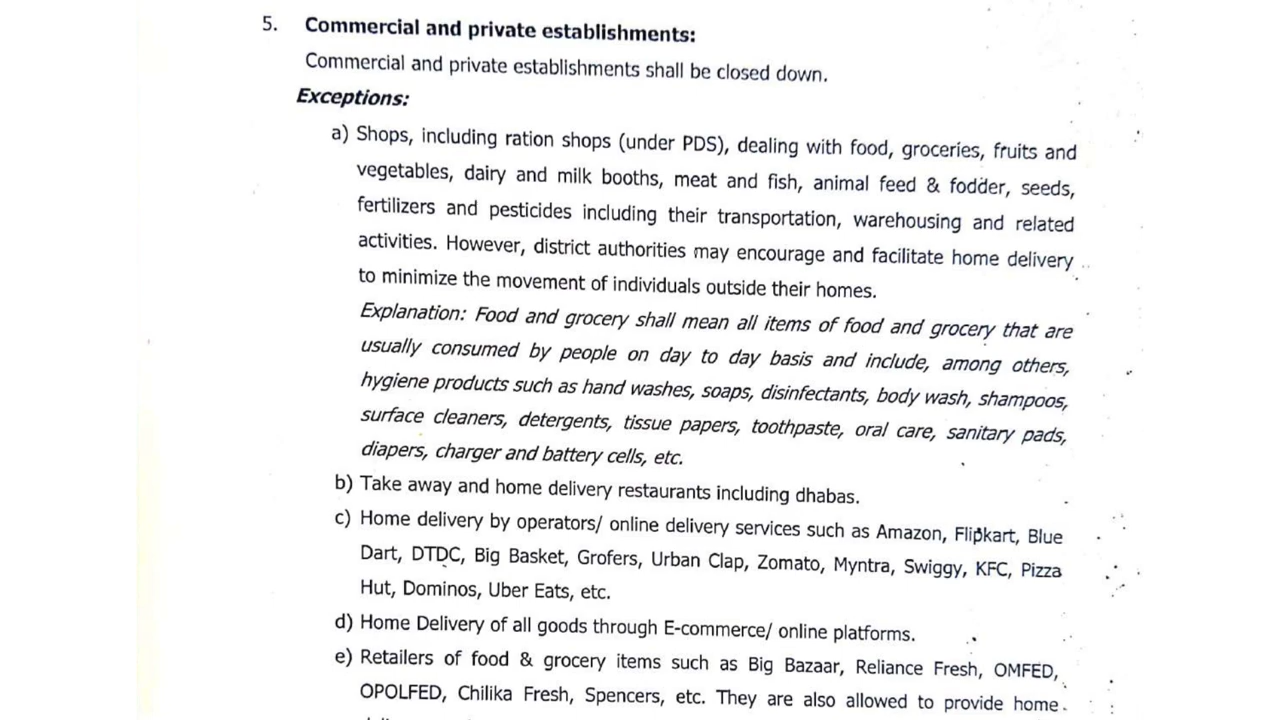 5. Commercial and private establishments:
Commercial and private establishments shall be closed down.
Exceptions:
a) Shops, including ration shops (under PDS), dealing with food, groceries, fruits and
vegetables, dairy and milk booths, meat and fish, animal feed & fodder, seeds,
fertilizers and pesticides including their transportation, warehousing and related
activities. However, district authorities may encourage and facilitate home delivery
to minimize the movement of individuals outside their homes.
Explanation: Food and grocery shall mean all items of food and grocery that are
usually consumed by people on day to day basis and include, among others,
hygiene products such as hand washes, soaps, disinfectants, body wash, shampoos,
surface cleaners, detergents, tissue papers, toothpaste, oral care, sanitary pads,
diapers, charger and battery cells, etc.
b) Take away and home delivery restaurants including dhabas.
c) Home delivery by operators/ online delivery services such as Amazon, Flipkart, Blue
Dart, DTDC, Big Basket, Grofers, Urban Clap, Zomato, Myntra, Swiggy, KFC, Pizza
Hut, Dominos, Uber Eats, etc.
d) Home Delivery of all goods through E-commerce/ online platforms.
e) Retailers of food & grocery items such as Big Bazaar, Reliance Fresh, OMFED,
OPOLFED, Chilika Fresh, Spencers, etc. They are also allowed to provide home